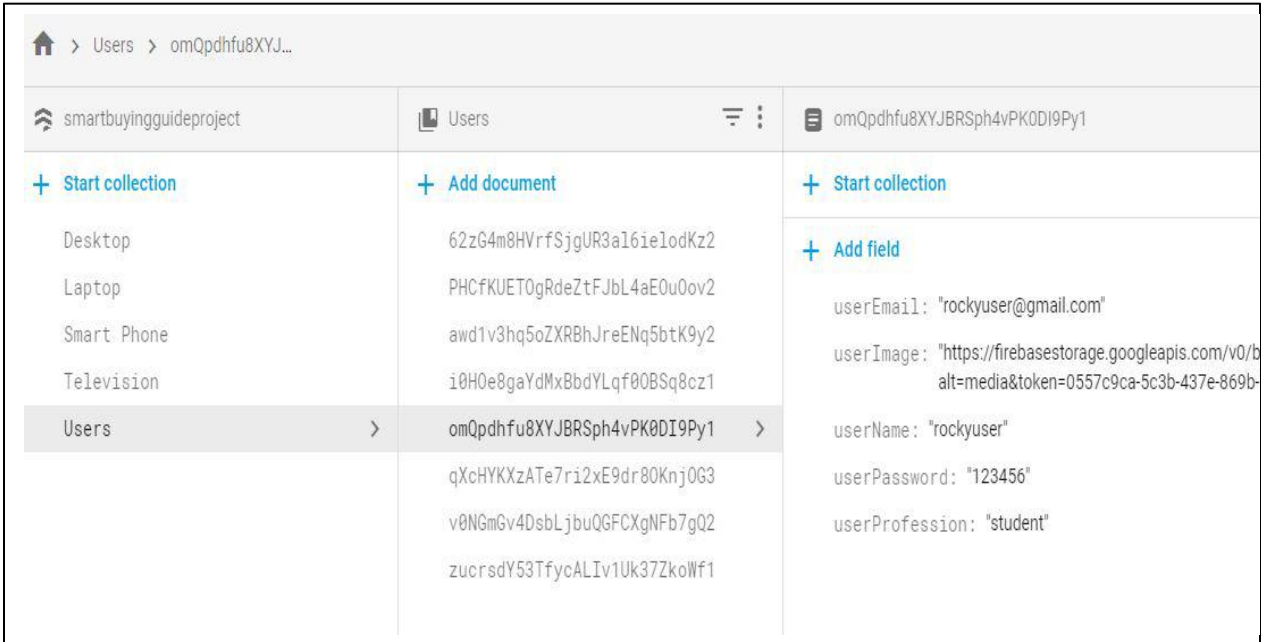 Users > omQpdhfu8XYJ…
smartbuyingguideproject
Users
omQpdhfu8XYJBRSph4vPK0DI9Py1
+ Start collection
Desktop
Laptop
Smart Phone
Television
Users
+ Add document
62zG4m8HVrfSjgUR3al6ielodKz2
PHCfKUETOgRdeZtFJbL4aEOuOov2
awd1v3hq5oZXRBhJreENq5btK9y2
i0HOe8gaYdMxBbdYLqf0OBSq8cz1
omQpdhfu8XYJBRSph4vPK0DI9Py1
qXcHYKXzATe7ri2xE9dr8OKnjOG3
v0NGmGv4DsbLjbuQGFCXgNFb7gQ2
zucrsdY53TfycALIv1Uk37ZkoWf1
+ Start collection
+ Add field
userEmail: "rockyuser@gmail.com"
userImage: "https://firebasestorage.googleapis.com/v0/b
alt=media&token=0557c9ca-5c3b-437e-869b-
userName: "rockyuser"
userPassword: "123456"
userProfession: "student"